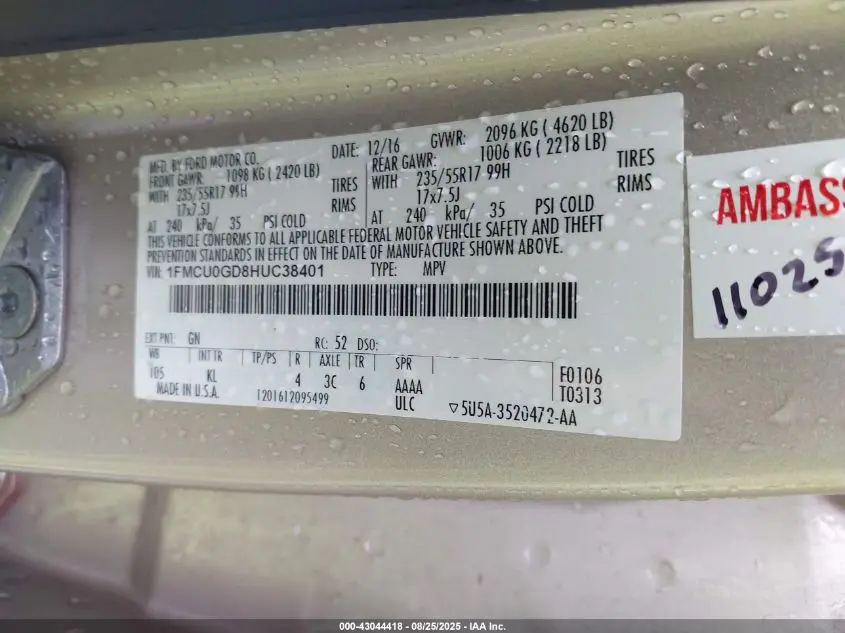 MFD. BY FORD MOTOR CO.
DATE: 12/16
GVWR: 2096 KG ( 4620 LB)
FRONT GAWR: 1098 KG ( 2420 LB)
REAR GAWR: 1006 KG ( 2218 LB)
WITH 235/55R17 99H TIRES
WITH 235/55R17 99H TIRES
17x7.5J RIMS
17x7.5J RIMS
AT 240 kPa/ 35 PSI COLD
AT 240 kPa/ 35 PSI COLD
THIS VEHICLE CONFORMS TO ALL APPLICABLE FEDERAL MOTOR VEHICLE SAFETY AND THEFT
PREVENTION STANDARDS IN EFFECT ON THE DATE OF MANUFACTURE SHOWN ABOVE.
VIN: 1FMCU0GD8HUC38401 TYPE: MPV
EXT PNT: GN RC: 52 DSO:
WB INT TR TP/PS R AXLE TR SPR
105 KL 4 3C 6 AAAA
F0106
T0313
MADE IN U.S.A. T201612095499 ULC ▽5U5A-3520472-AA
AMBASS
11025
000-43044418 - 08/25/2025 - IAA Inc.